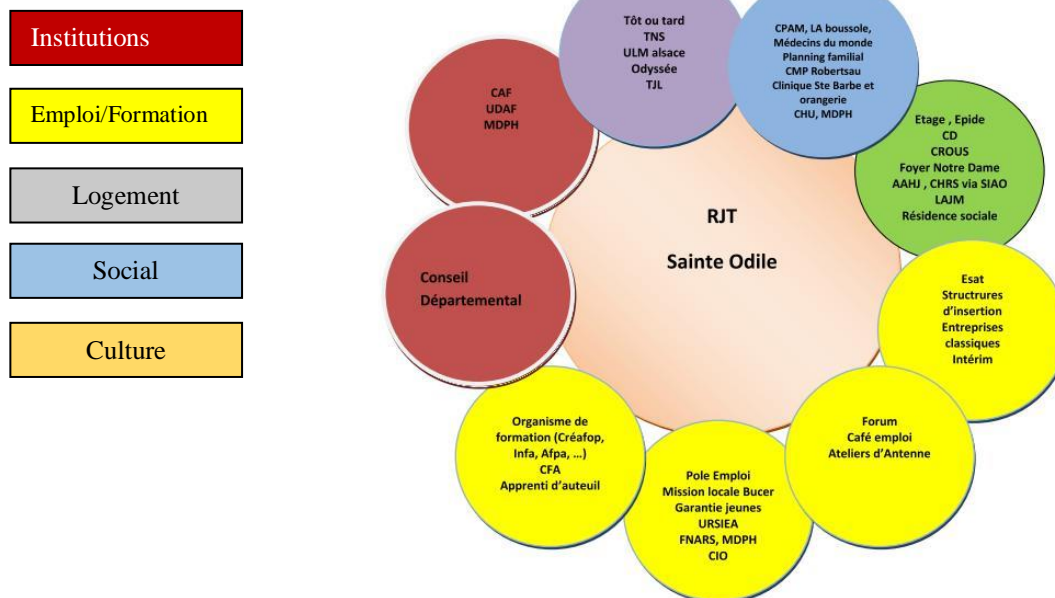 Institutions
Emploi/Formation
Logement
Social
Culture
Tôt ou tard
TNS
ULM alsace
Odyssée
TJL
CPAM, LA boussole,
Médecins du monde
Planning familial
CMP Robertsau
Clinique Ste Barbe et
orangerie
CHU, MDPH
CAF
UDAF
MDPH
Etage , Epide
CD
CROUS
Foyer Notre Dame
AAHJ , CHRS via SIAO
LAJM
Résidence sociale
RJT
Sainte Odile
Conseil
Départemental
Esat
Structrures
d'insertion
Entreprises
classiques
Intérim
Organisme de
formation (Créafop,
Infa, Afpa, ...)
CFA
Apprenti d'auteuil
Pole Emploi
Mission locale Bucer
Garantie jeunes
URSIEA
FNARS, MDPH
CIO
Forum
Café emploi
Ateliers d'Antenne